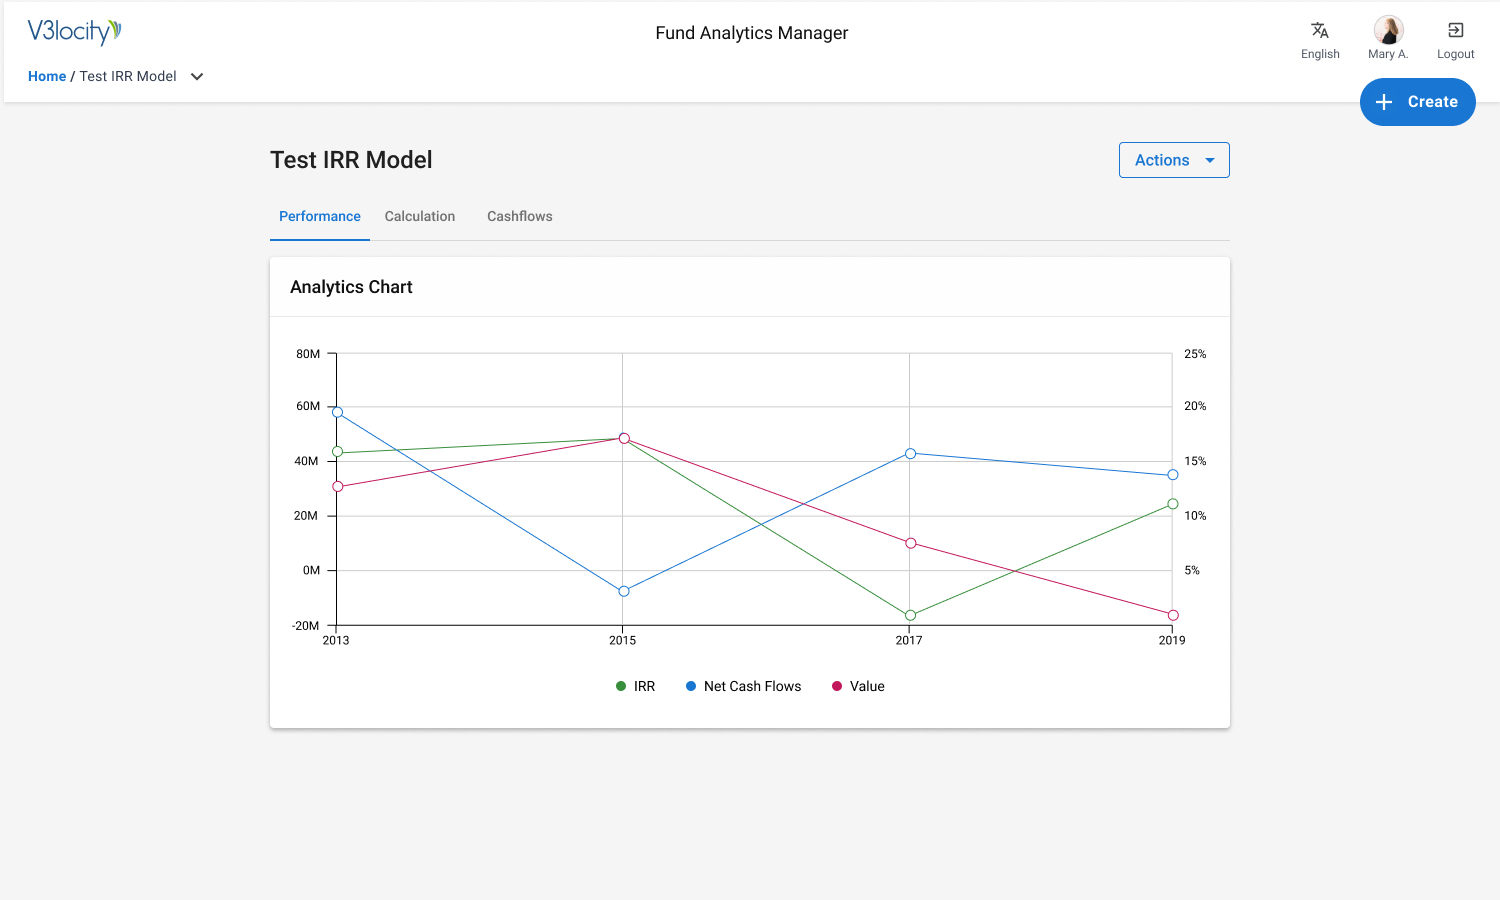 V3locity
Fund Analytics Manager
English
Mary A.
Logout
Home / Test IRR Model
Create
Test IRR Model
Actions
Performance
Calculation
Cashflows
Analytics Chart
80M
25%
60M
20%
40M
15%
20M
10%
0M
5%
-20M
2013
2015
2017
2019
IRR
Net Cash Flows
Value